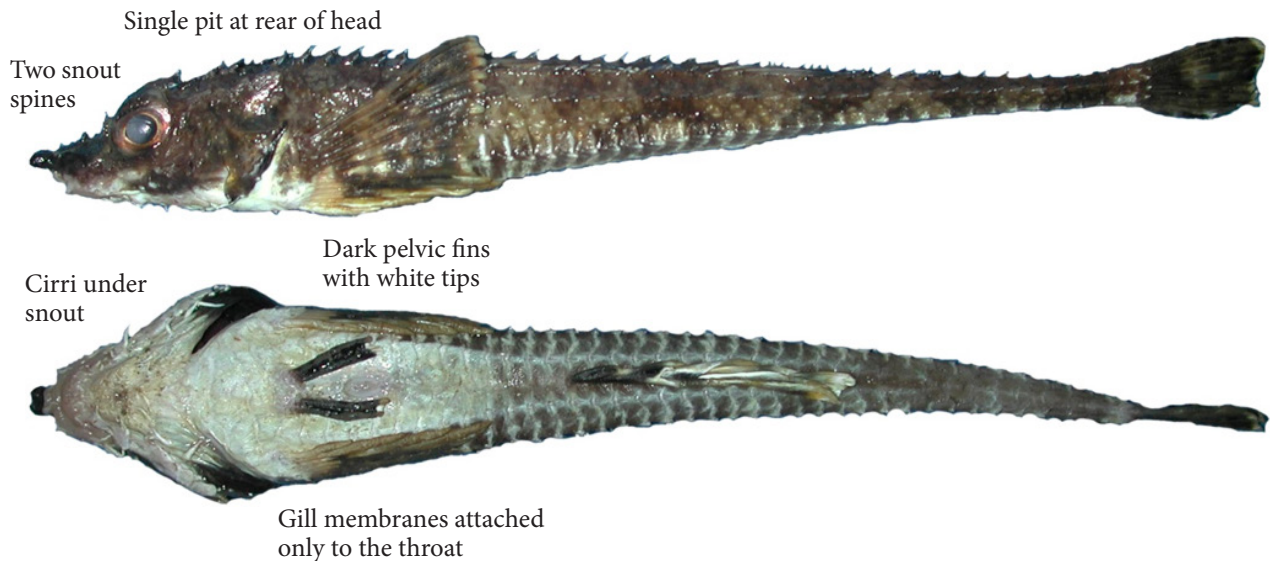 Single pit at rear of head
Two snout
spines
Dark pelvic fins
with white tips
Cirri under
snout
Gill membranes attached
only to the throat